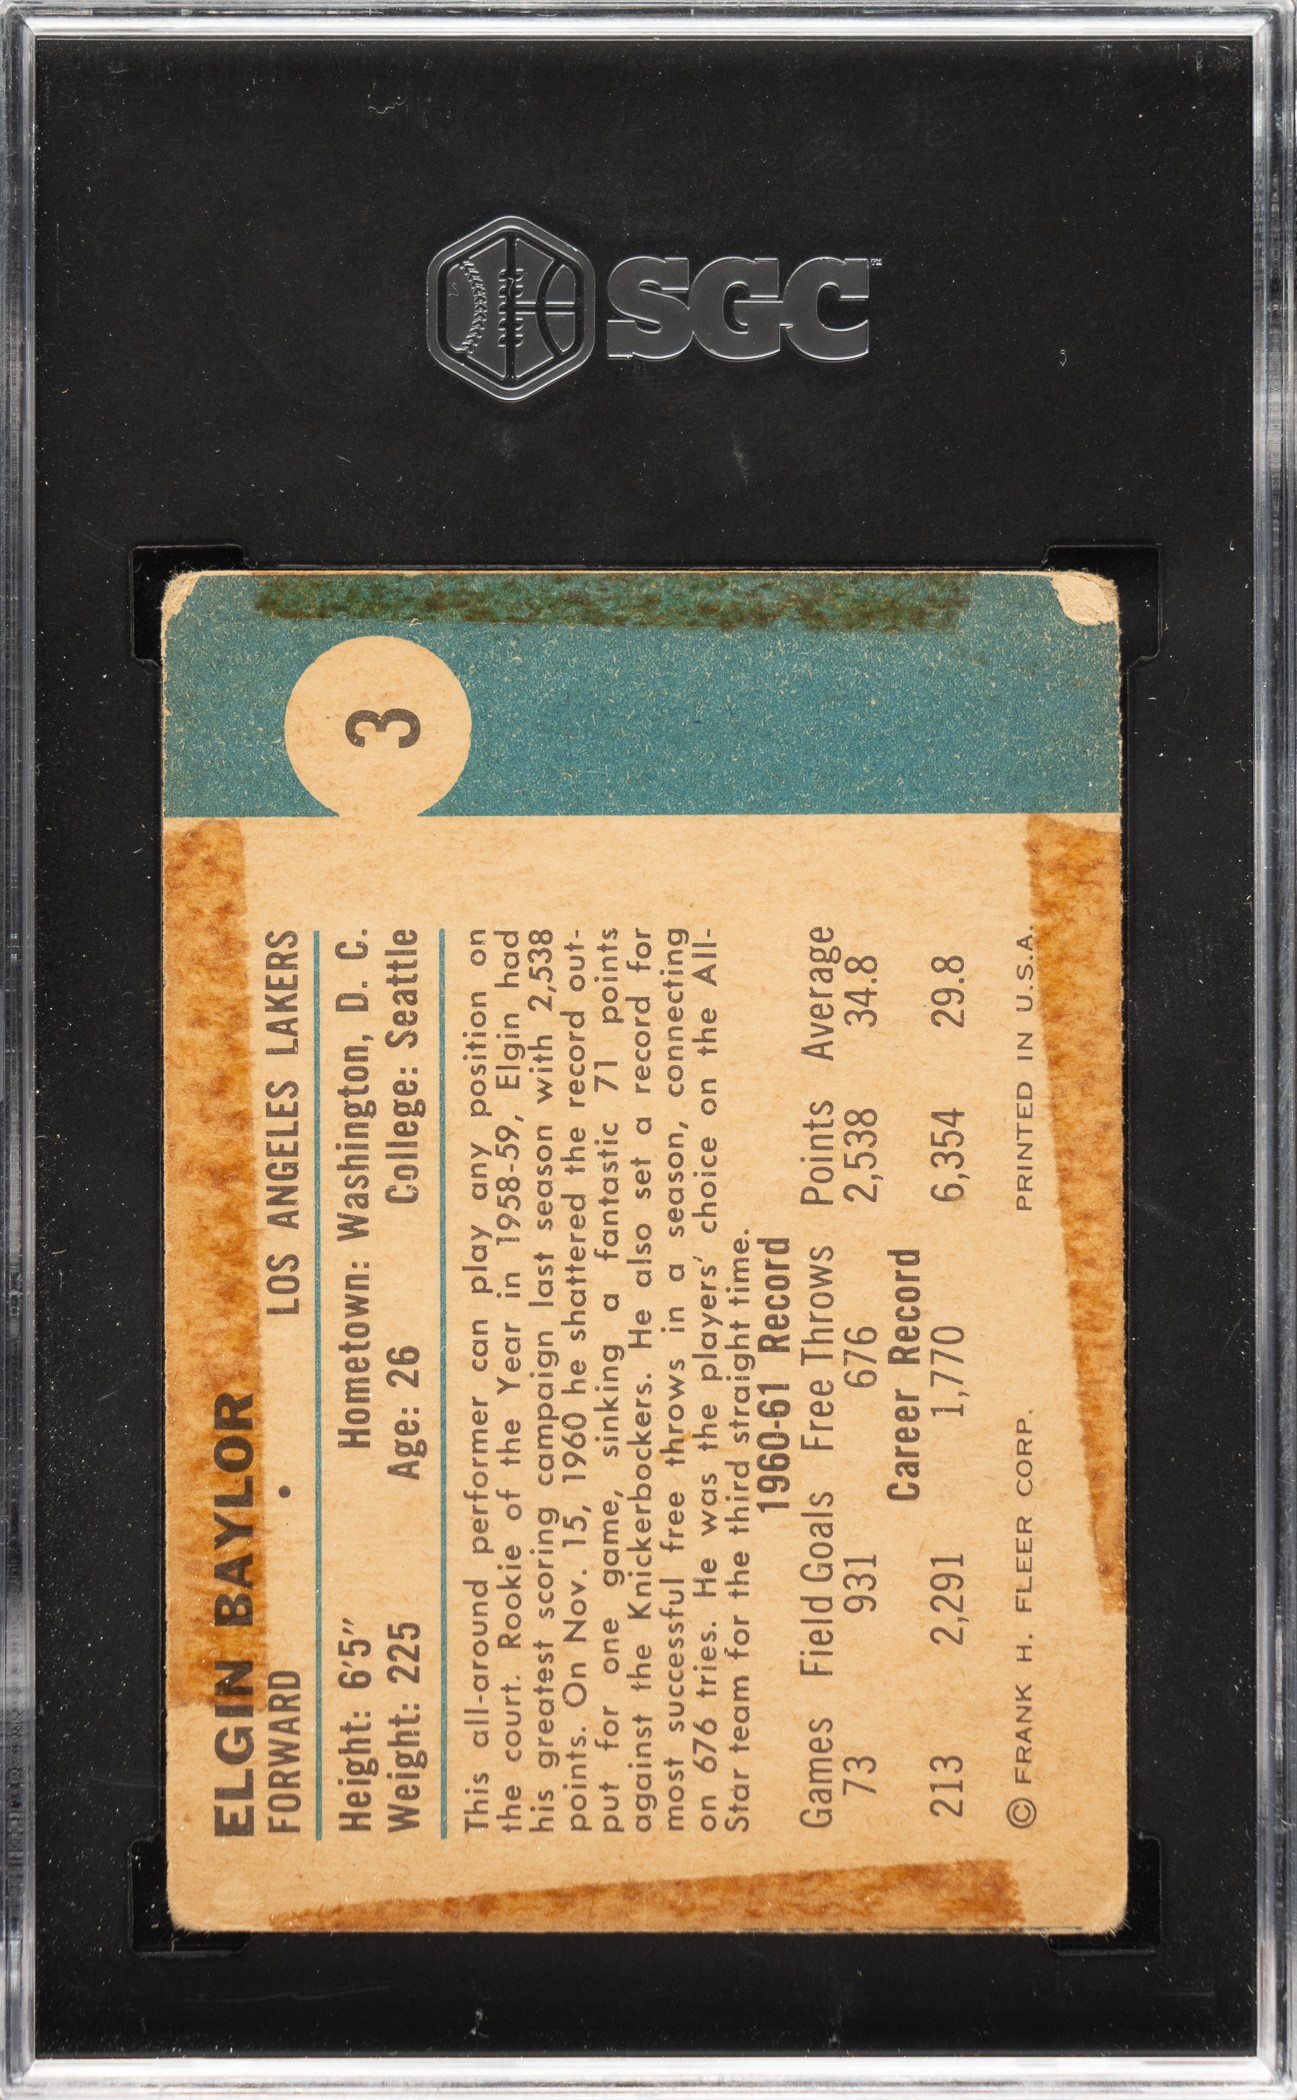 SGC
3
ELGIN BAYLOR
FORWARD • LOS ANGELES LAKERS
Height: 6'5" Hometown: Washington, D. C.
Weight: 225 Age: 26 College: Seattle
This all-around performer can play any position on
the court. Rookie of the Year in 1958-59, Elgin had
his greatest scoring campaign last season with 2,538
points. On Nov. 15, 1960 he shattered the record out-
put for one game, sinking a fantastic 71 points
against the Knickerbockers. He also set a record for
most successful free throws in a season, connecting
on 676 tries. He was the players' choice on the All-
Star team for the third straight time.
1960-61 Record
Games Field Goals Free Throws Points Average
73 931 676 2,538 34.8
Career Record
213 2,291 1,770 6,354 29.8
© FRANK H. FLEER CORP. PRINTED IN U.S.A.